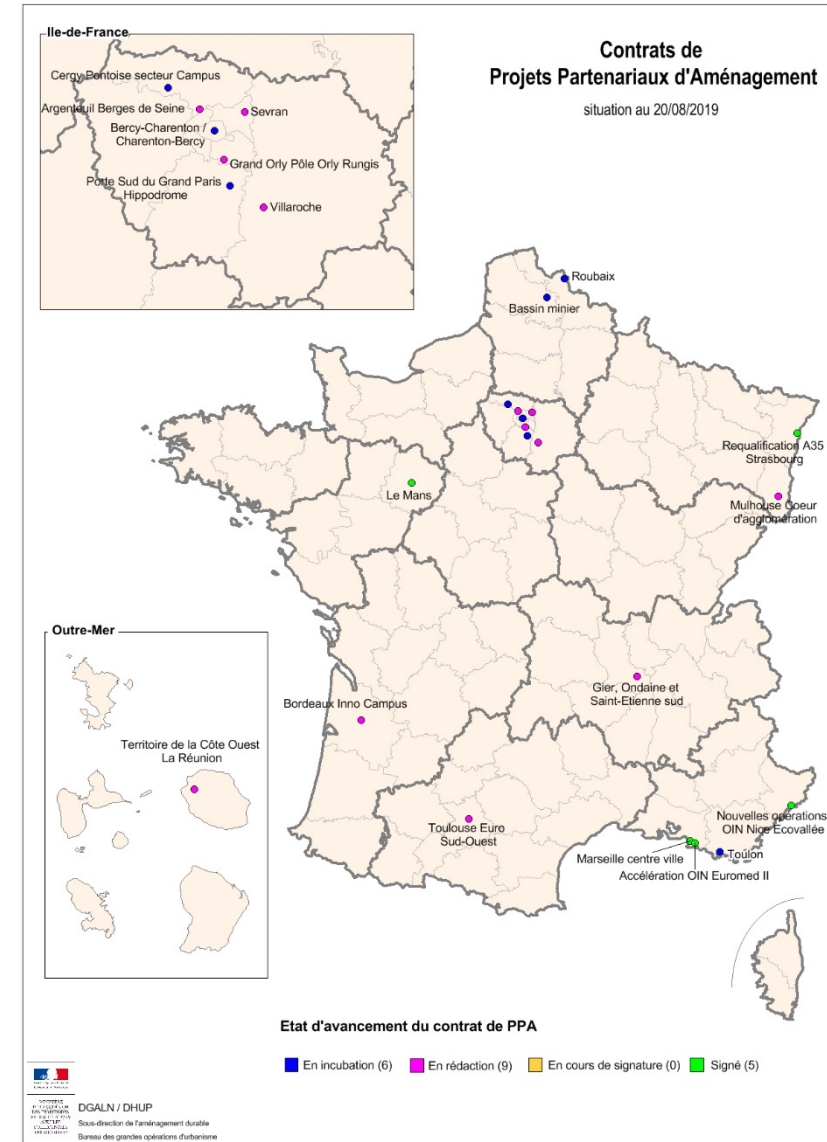 Ile-de-France
Cergy Pontoise secteur Campus
Argenteuil Berges de Seine
Sevran
Bercy-Charenton /
Charenton-Bercy
Grand Orly Pôle Orly Rungis
Porte Sud du Grand Paris
Hippodrome
Villaroche
Contrats de
Projets Partenariaux d'Aménagement
situation au 20/08/2019
Roubaix
Bassin minier
Requalification A35
Strasbourg
Le Mans
Mulhouse Coeur
d'agglomération
Outre-Mer
Territoire de la Côte Ouest
La Réunion
Bordeaux Inno Campus
Gier, Ondaine et
Saint-Etienne sud
Toulouse Euro
Sud-Ouest
Nouvelles opérations
OIN Nice Ecovallée
Marseille centre ville
Toulon
Accélération OIN Euromed II
Etat d'avancement du contrat de PPA
En incubation (6)
En rédaction (9)
En cours de signature (0)
Signé (5)
DGALN / DHUP
Sous-direction de l'aménagement durable
Bureau des grandes opérations d'urbanisme